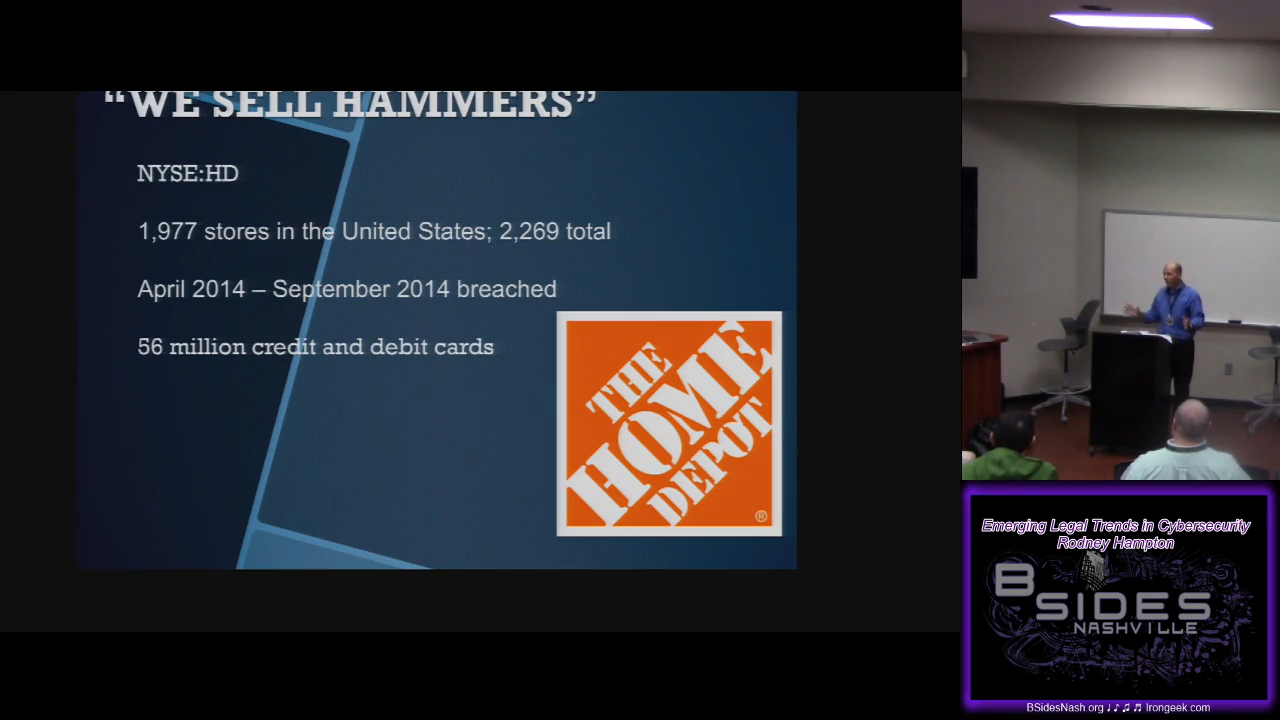 “WE SELL HAMMERS”
NYSE:HD
1,977 stores in the United States; 2,269 total
April 2014 – September 2014 breached
56 million credit and debit cards
THE
HOME
DEPOT
®
Emerging Legal Trends in Cybersecurity
Rodney Hampton
BSIDES
NASHVILLE
BSidesNash.org ♩ ♪ ♫ ♬ Irongeek.com